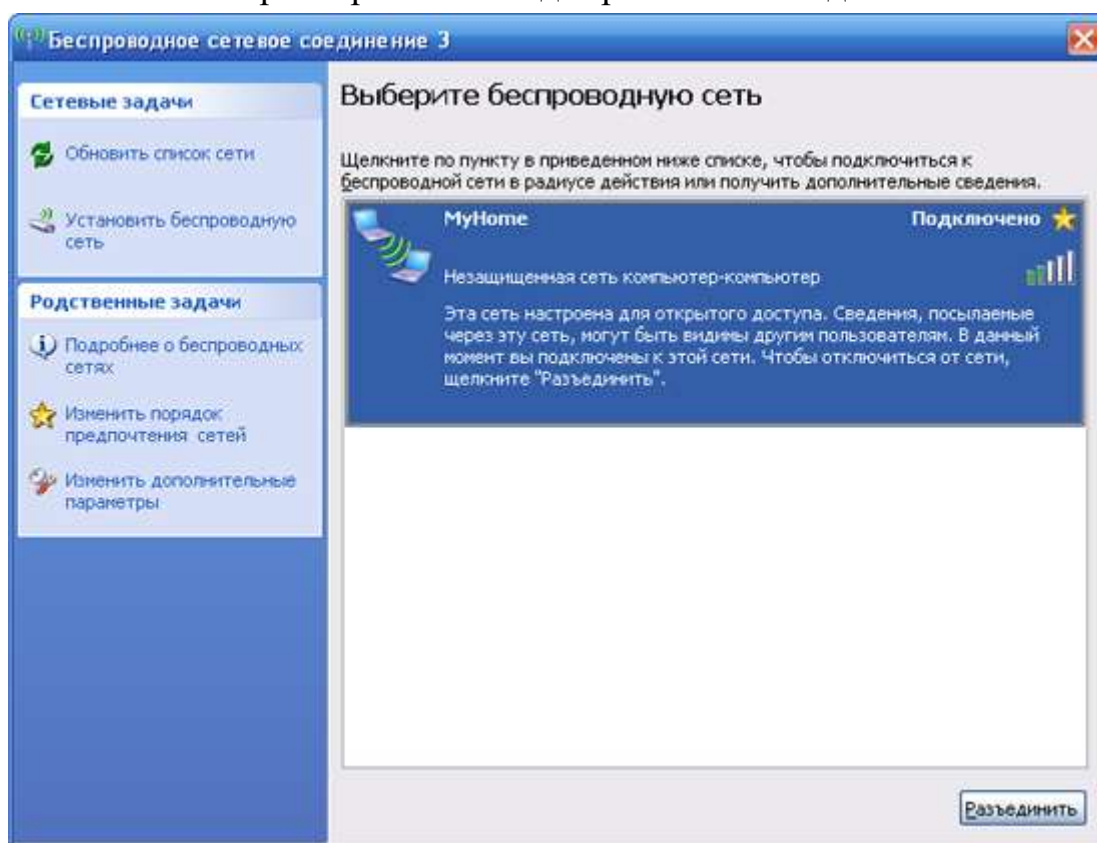 Беспроводное сетевое соединение 3
Сетевые задачи
Обновить список сети
Установить беспроводную
сеть
Родственные задачи
Подробнее о беспроводных
сетях
Изменить порядок
предпочтения сетей
Изменить дополнительные
параметры
Выберите беспроводную сеть
Щелкните по пункту в приведенном ниже списке, чтобы подключиться к
беспроводной сети в радиусе действия или получить дополнительные сведения.
MyHome Подключено
Незащищенная сеть компьютер-компьютер
Эта сеть настроена для открытого доступа. Сведения, посылаемые
через эту сеть, могут быть видимы другим пользователям. В данный
момент вы подключены к этой сети. Чтобы отключиться от сети,
щелкните "Разъединить".
Разъединить